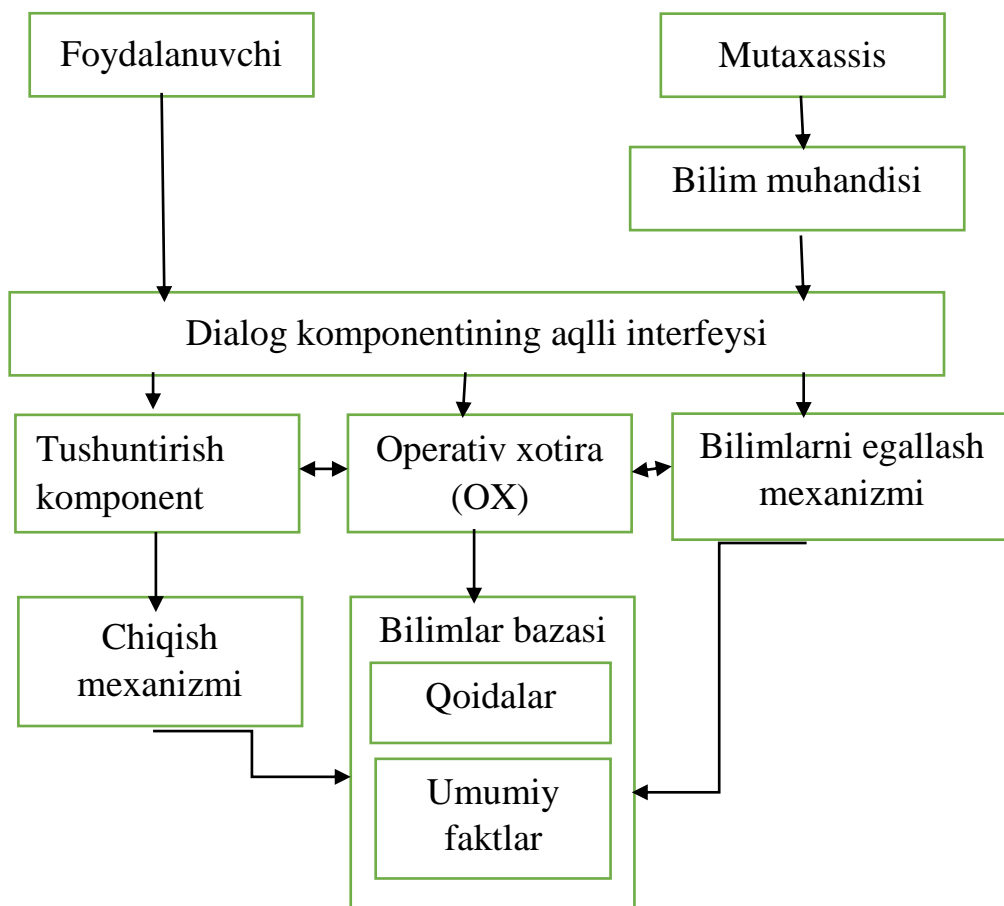 Foydalanuvchi
Mutaxassis
Bilim muhandisi
Dialog komponentining aqlli interfeysi
Tushuntirish
komponent
Operativ xotira
(OX)
Bilimlarni egallash
mexanizmi
Chiqish
mexanizmi
Bilimlar bazasi
Qoidalar
Umumiy
faktlar